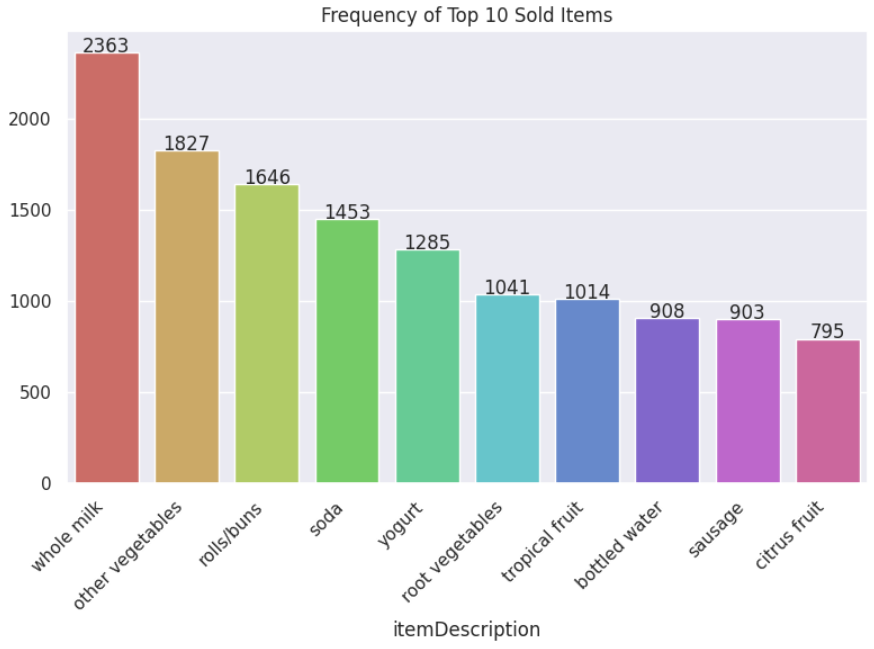 Frequency of Top 10 Sold Items
2363
1827
1646
1453
1285
1041
1014
908
903
795
2000
1500
1000
500
0
whole milk
other vegetables
rolls/buns
soda
yogurt
root vegetables
tropical fruit
bottled water
sausage
citrus fruit
itemDescription